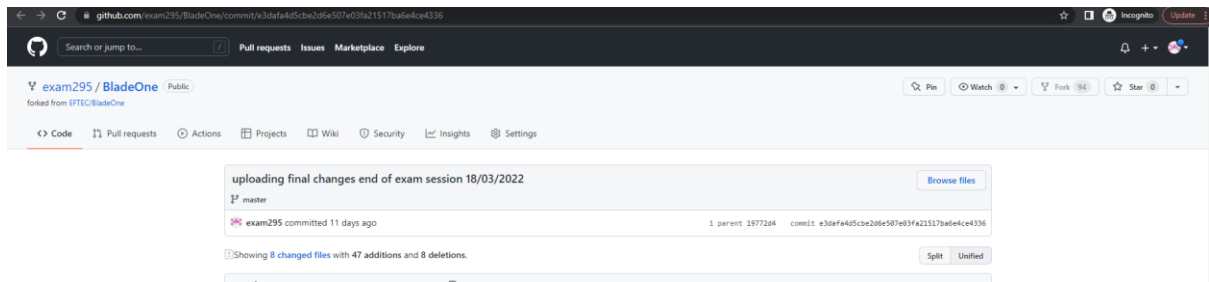 github.com/exam295/BladeOne/commit/e3dafa4d5cbe2d6e507e03fa21517ba6e4ce4336 Incognito Update
Search or jump to... / Pull requests Issues Marketplace Explore
exam295 / BladeOne Public Pin Watch 0 Fork 94 Star 0
forked from EFTEC/BladeOne
<> Code Pull requests Actions Projects Wiki Security Insights Settings
uploading final changes end of exam session 18/03/2022 Browse files
master
exam295 committed 11 days ago 1 parent 19772d4 commit e3dafa4d5cbe2d6e507e03fa21517ba6e4ce4336
Showing 8 changed files with 47 additions and 8 deletions. Split Unified